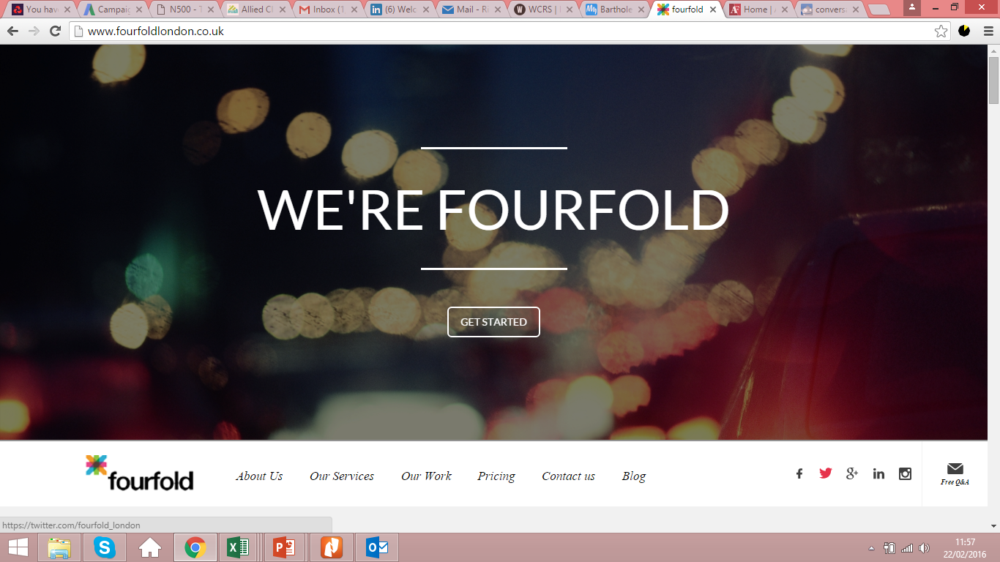 You havi
Campaig
N500 - T
Allied Cl
Inbox (1
(6) Welc
Mail - Ri
WCRS |
Barthole
fourfold
Home |
convers
www.fourfoldlondon.co.uk
WE'RE FOURFOLD
GET STARTED
fourfold
About Us
Our Services
Our Work
Pricing
Contact us
Blog
Free Q&A
https://twitter.com/fourfold_london
11:57
22/02/2016